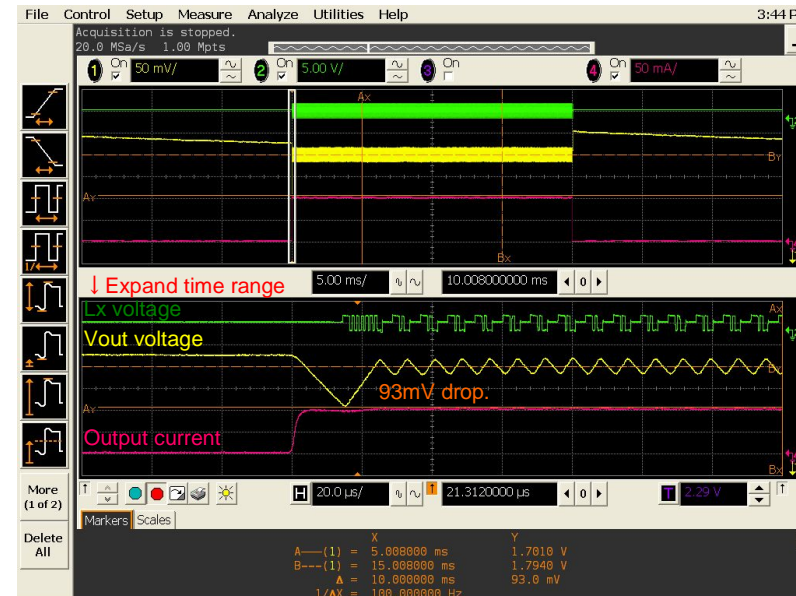 File Control Setup Measure Analyze Utilities Help 3:44 P
Acquisition is stopped.
20.0 MSa/s 1.00 Mpts
1 On 50 mV/ 2 On 5.00 V/ 3 On 4 On 50 mA/
Ax
By
Ay
Bx
↓ Expand time range 5.00 ms/ 10.008000000 ms 0
Lx voltage Ax
Vout voltage
Bx
93mV drop.
Ay
Output current
Bx
More
(1 of 2)
H 20.0 µs/ 21.3120000 µs 0 T 2.29 V
Markers Scales
Delete
All
X Y
A——(1) = 5.008000 ms 1.7010 V
B---(1) = 15.008000 ms 1.7940 V
Δ = 10.000000 ms 93.0 mV
1/ΔX = 100.000000 Hz